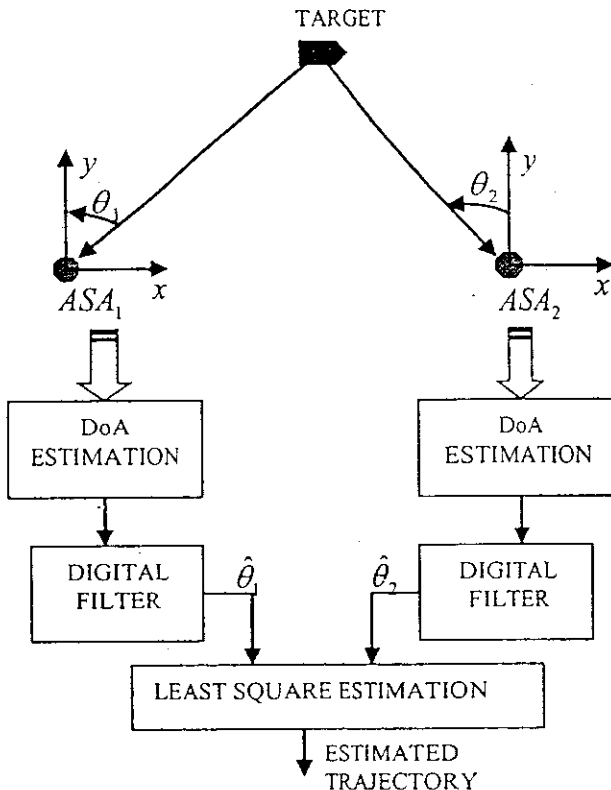 TARGET
y
θ₁
x
ASA₁
y
θ₂
x
ASA₂
DoA
ESTIMATION
DoA
ESTIMATION
DIGITAL
FILTER
θ̂₁
θ̂₂
DIGITAL
FILTER
LEAST SQUARE ESTIMATION
ESTIMATED
TRAJECTORY